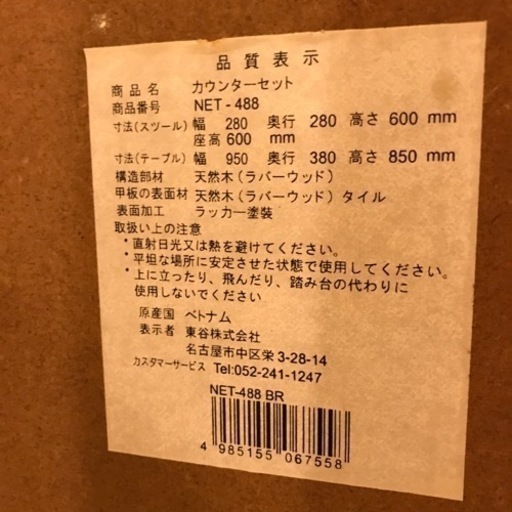 品質表示
商品名 カウンターセット
商品番号 NET-488
寸法(スツール) 幅 280 奥行 280 高さ 600 mm
座高 600 mm
寸法(テーブル) 幅 950 奥行 380 高さ 850 mm
構造部材 天然木(ラバーウッド)
甲板の表面材 天然木(ラバーウッド) タイル
表面加工 ラッカー塗装
取扱い上の注意
*直射日光又は熱を避けてください。
*平坦な場所に安定させた状態で使用してください。
*上に立ったり、飛んだり、踏み台の代わりに
使用しないでください
原産国 ベトナム
表示者 東谷株式会社
名古屋市中区栄 3-28-14
カスタマーサービス Tel:052-241-1247
NET-488 BR
4 985155 067558